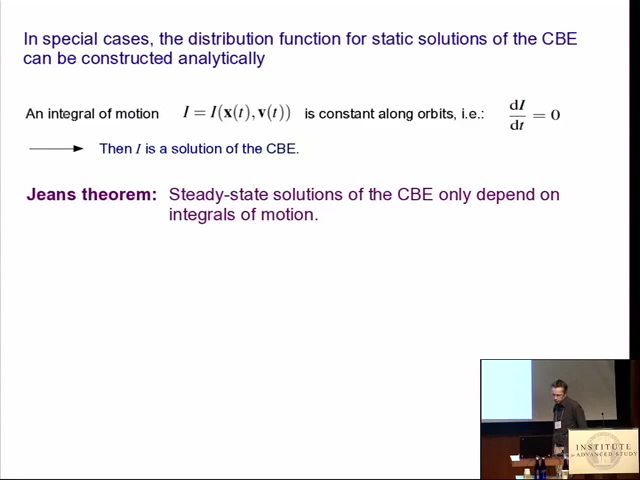 In special cases, the distribution function for static solutions of the CBE
can be constructed analytically
An integral of motion I = I(x(t), v(t)) is constant along orbits, i.e.: dI/dt = 0
Then I is a solution of the CBE.
Jeans theorem: Steady-state solutions of the CBE only depend on
integrals of motion.
INSTITUTE
for ADVANCED STUDY